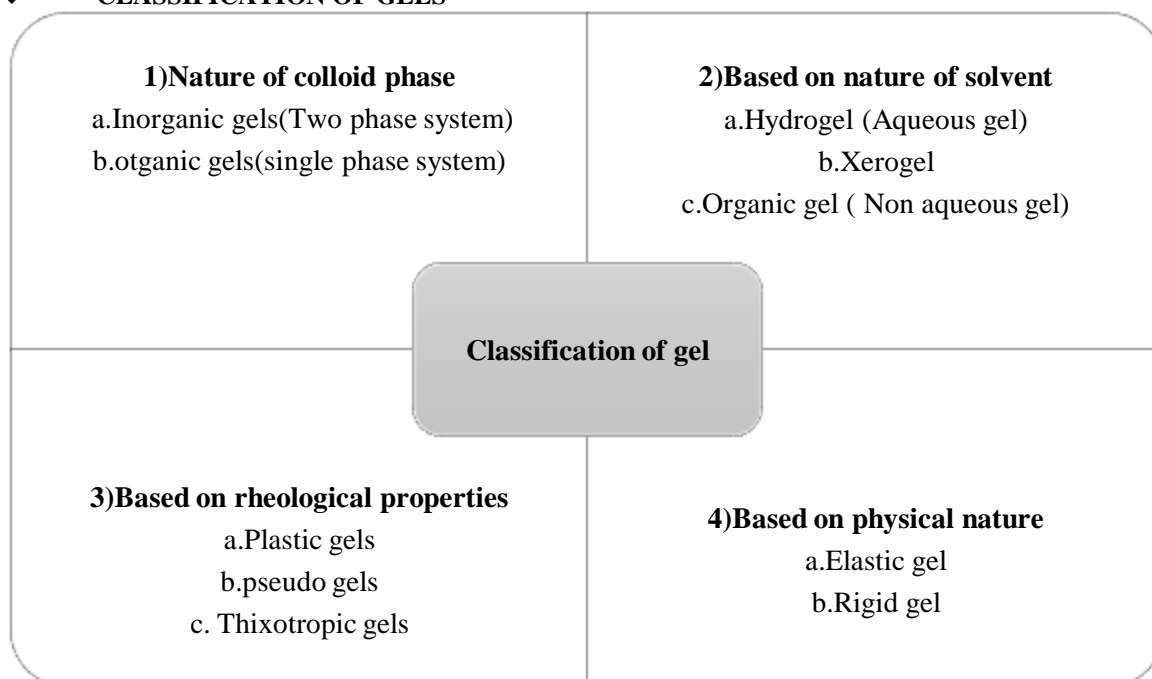 CLASSIFICATION OF GELS
1)Nature of colloid phase
a.Inorganic gels(Two phase system)
b.otganic gels(single phase system)
2)Based on nature of solvent
a.Hydrogel (Aqueous gel)
b.Xerogel
c.Organic gel ( Non aqueous gel)
Classification of gel
3)Based on rheological properties
a.Plastic gels
b.pseudo gels
c. Thixotropic gels
4)Based on physical nature
a.Elastic gel
b.Rigid gel